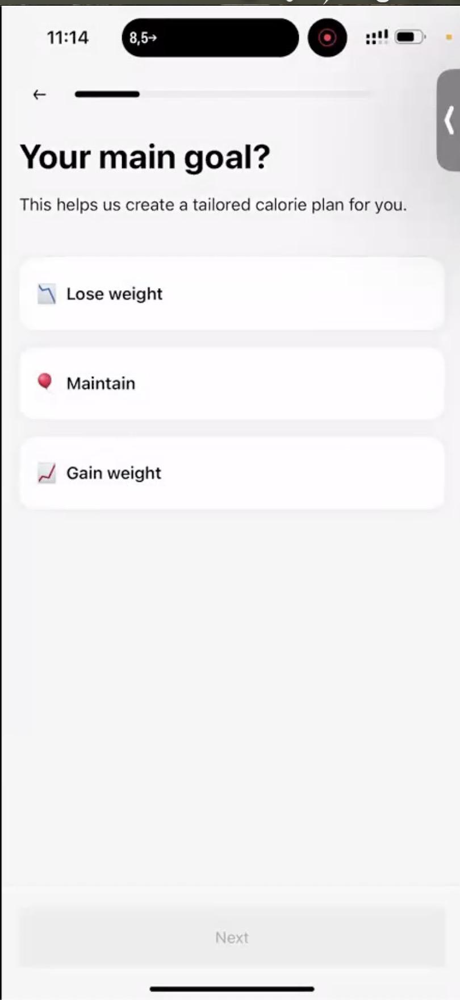 11:14
8,5→
←
Your main goal?
This helps us create a tailored calorie plan for you.
Lose weight
Maintain
Gain weight
Next